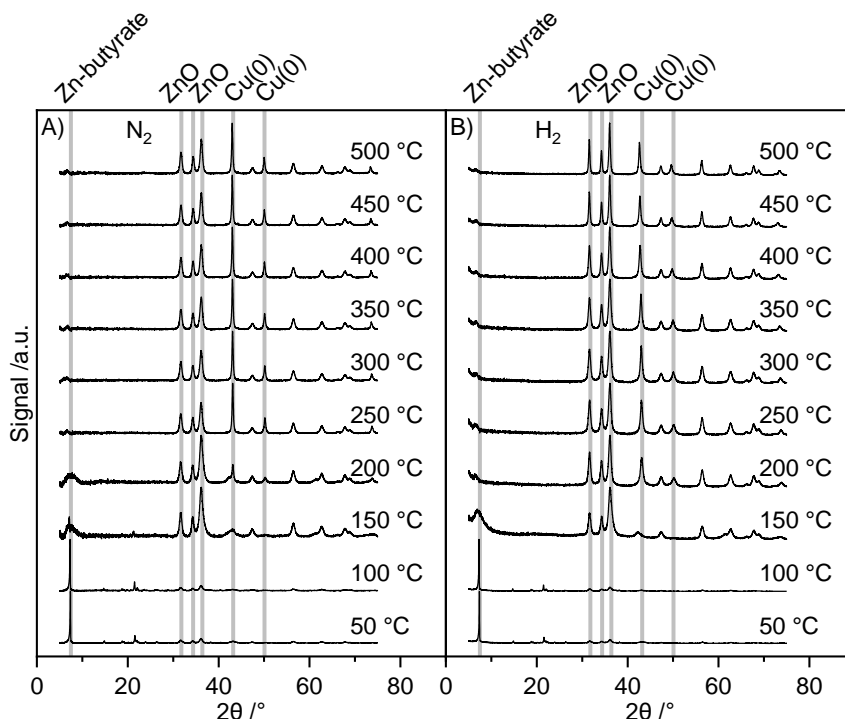 Zn-butyrate
ZnO
ZnO
Cu(0)
Cu(0)
Zn-butyrate
ZnO
ZnO
Cu(0)
Cu(0)
A)
N2
500 °C
450 °C
400 °C
350 °C
300 °C
250 °C
200 °C
150 °C
100 °C
50 °C
B)
H2
500 °C
450 °C
400 °C
350 °C
300 °C
250 °C
200 °C
150 °C
100 °C
50 °C
Signal /a.u.
0 20 40 60 80
0 20 40 60 80
2θ /°
2θ /°